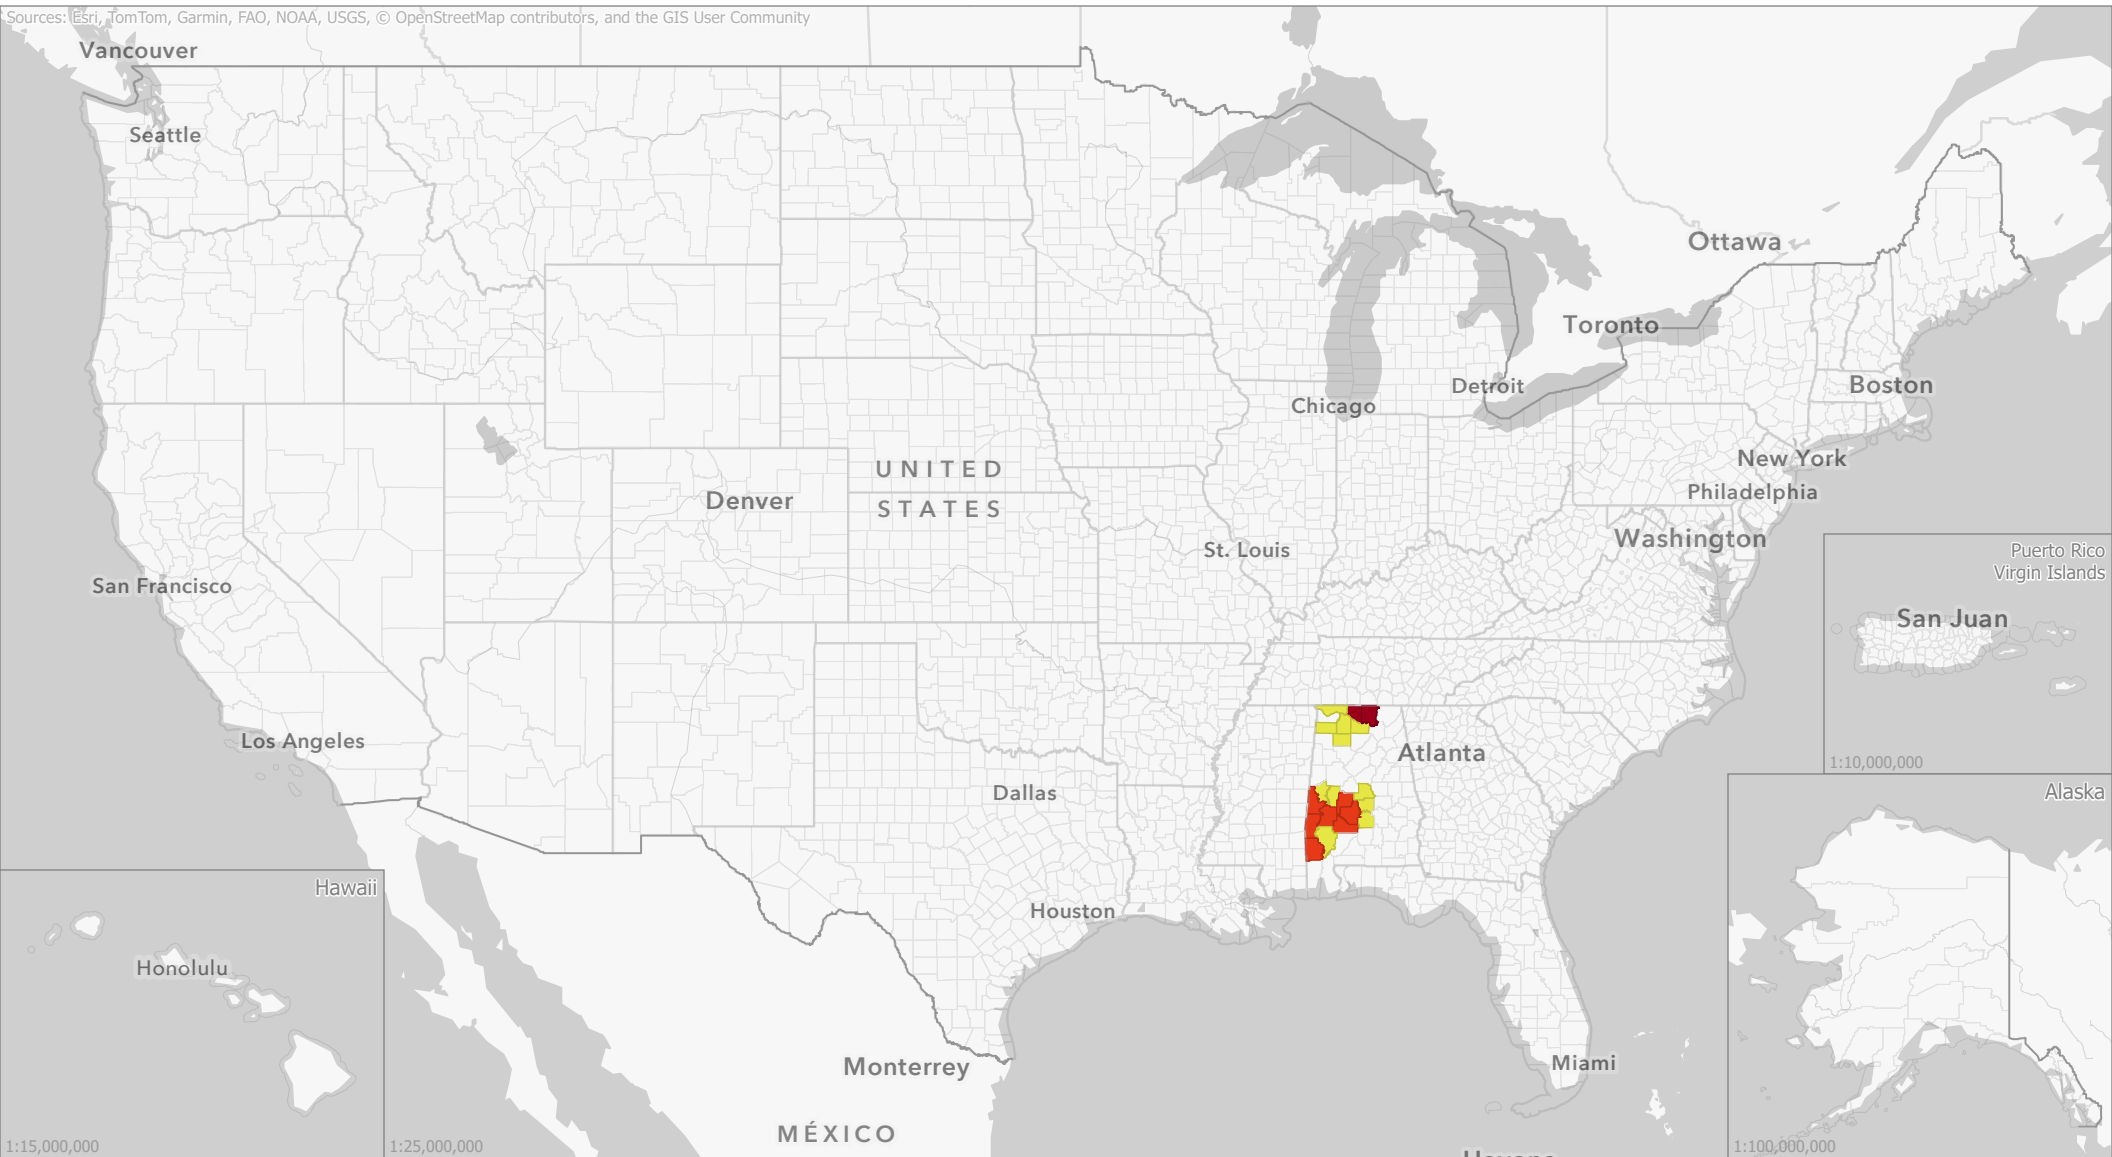 Sources: Esri, TomTom, Garmin, FAO, NOAA, USGS, © OpenStreetMap contributors, and the GIS User Community
Vancouver
Seattle
Ottawa
Toronto
Detroit
Boston
Chicago
New York
UNITED
STATES
Denver
Philadelphia
Washington
St. Louis
San Francisco
Puerto Rico
Virgin Islands
San Juan
Los Angeles
Atlanta
1:10,000,000
Dallas
Alaska
Hawaii
Houston
Honolulu
Monterrey
Miami
MÉXICO
1:15,000,000
1:25,000,000
1:100,000,000